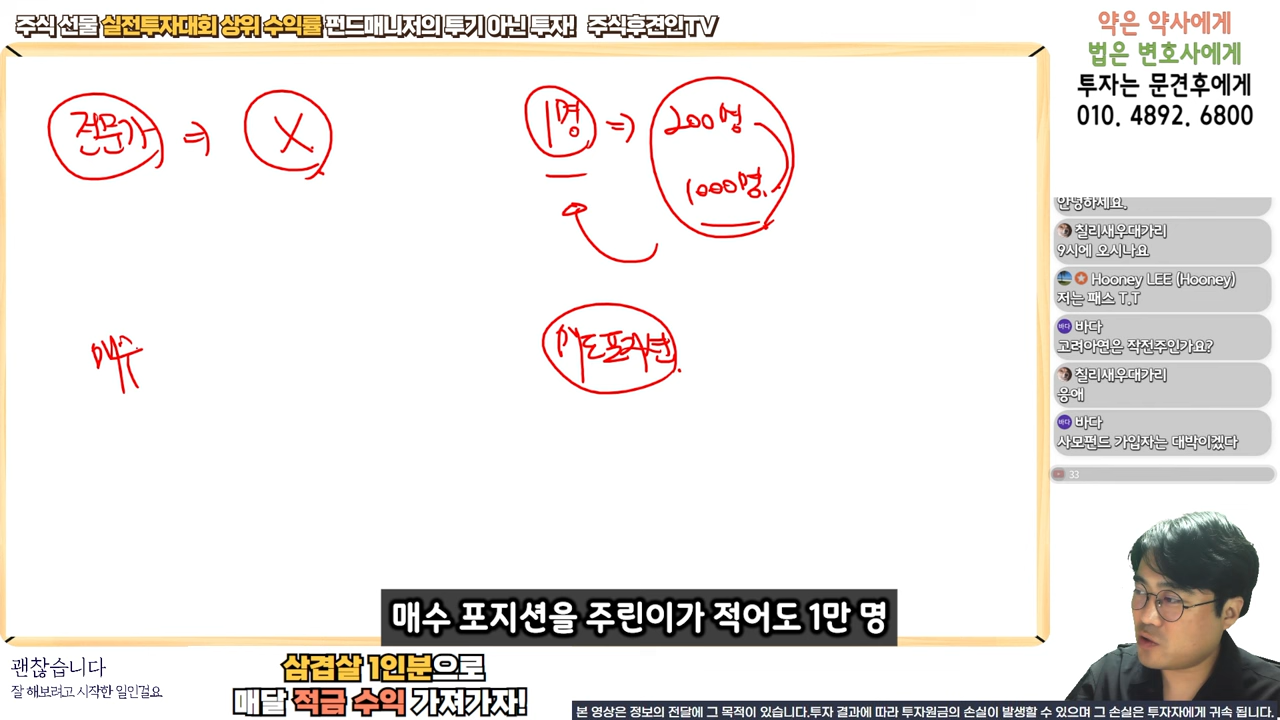 주식 선물 실전투자대회 상위 수익률 펀드매니저의 투기 아닌 투자! 주식후견인TV
약은 약사에게
법은 변호사에게
투자는 문견후에게
010. 4892. 6800
전문가 ⇒ X
1명 ⇒ 200명
1000명.
매수
매도포지션.
안녕하세요.
칠리새우대가리
9시에 오시나요
Hooney LEE (Hooney)
저는 패스 T.T
바다 바다
고려아연은 작전주인가요?
칠리새우대가리
응애
바다 바다
사모펀드 가입자는 대박이겠다
33
매수 포지션을 주린이가 적어도 1만 명
괜찮습니다
잘 해보려고 시작한 일인걸요
삼겹살 1인분으로
매달 적금 수익 가져가자!
본 영상은 정보의 전달에 그 목적이 있습니다.투자 결과에 따라 투자원금의 손실이 발생할 수 있으며 그 손실은 투자자에게 귀속 됩니다.